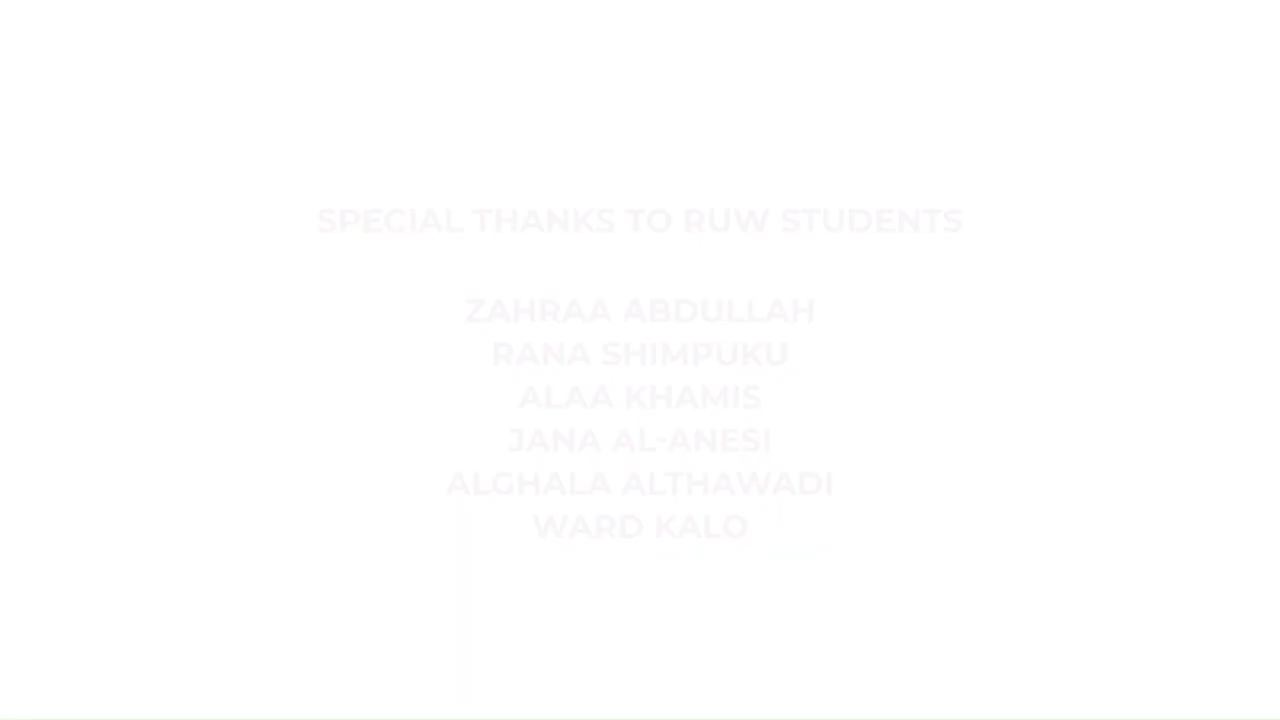 SPECIAL THANKS TO RUW STUDENTS
ZAHRAA ABDULLAH
RANA SHIMPUKU
ALAA KHAMIS
JANA AL-ANESI
ALGHALA ALTHAWADI
WARD KALO